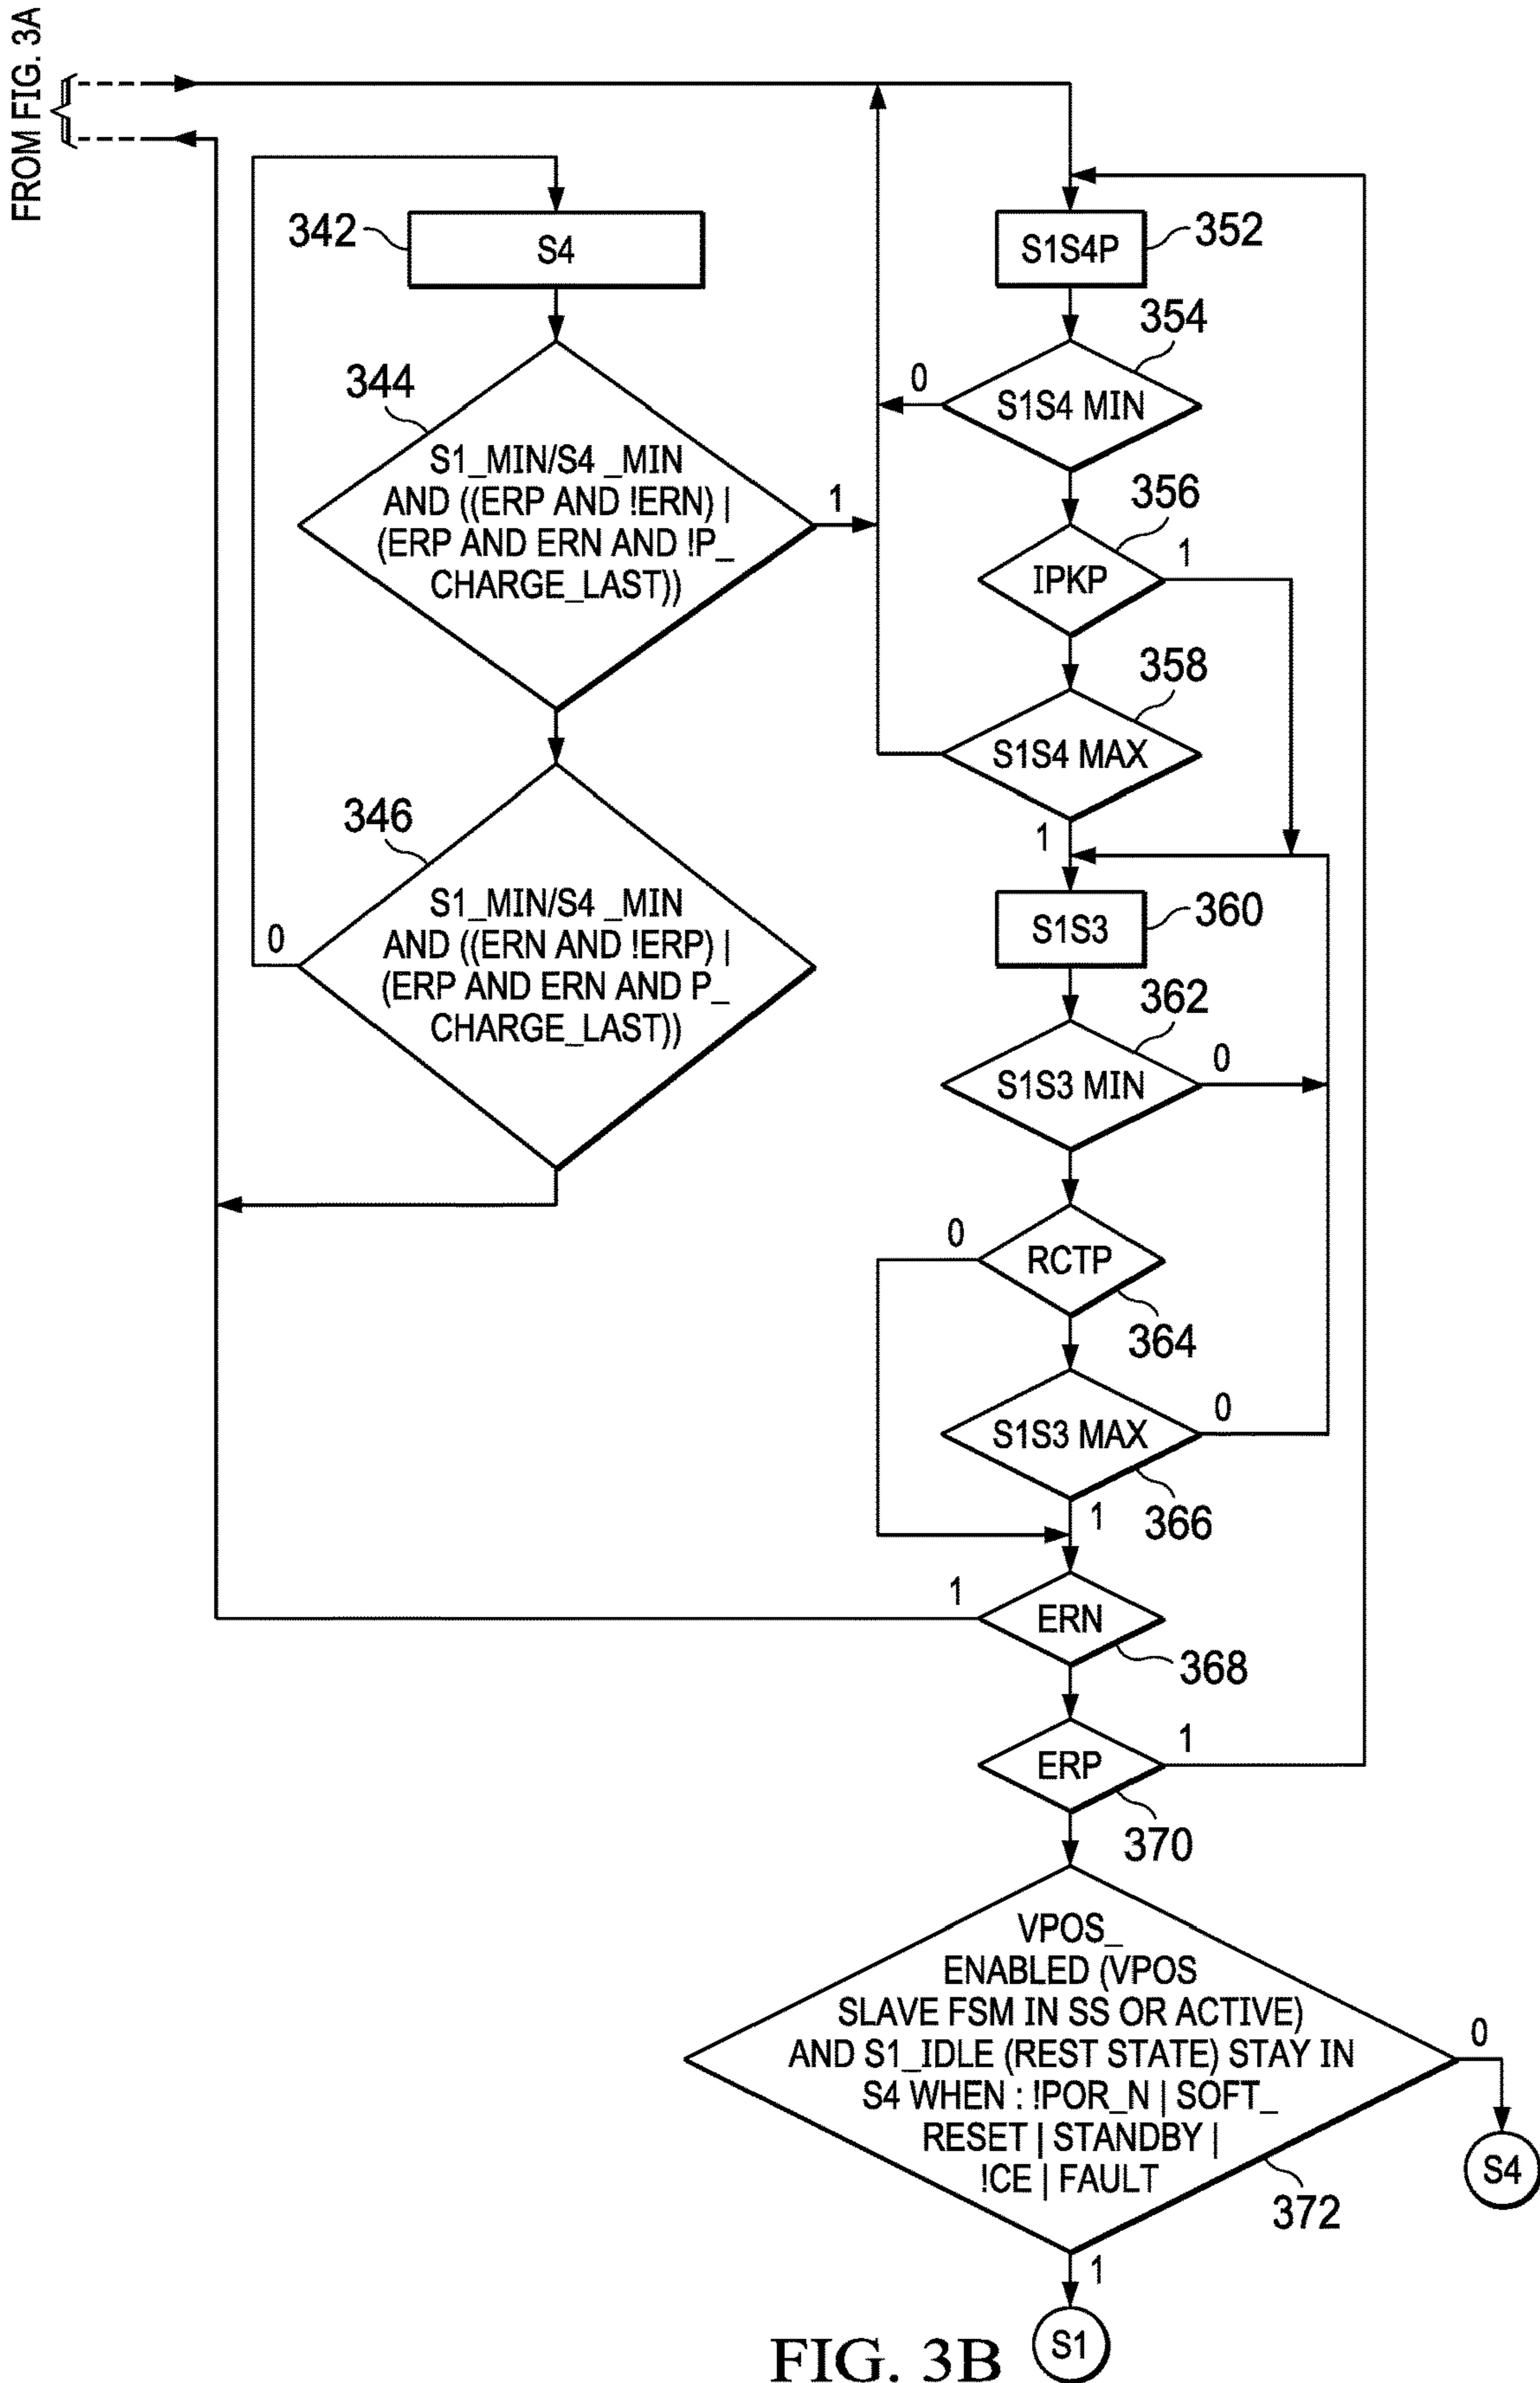 FROM FIG. 3A
342
S4
344
S1_MIN/S4 _MIN
AND ((ERP AND !ERN) |
(ERP AND ERN AND !P_
CHARGE_LAST))
1
346
S1_MIN/S4 _MIN
AND ((ERN AND !ERP) |
(ERP AND ERN AND P_
CHARGE_LAST))
0
S1S4P
352
354
0
S1S4 MIN
356
1
IPKP
358
S1S4 MAX
1
S1S3
360
362
0
S1S3 MIN
0
RCTP
364
0
S1S3 MAX
1
366
1
ERN
368
1
ERP
370
VPOS_
ENABLED (VPOS
SLAVE FSM IN SS OR ACTIVE)
AND S1_IDLE (REST STATE) STAY IN
S4 WHEN : !POR_N | SOFT_
RESET | STANDBY |
!CE | FAULT
0
S4
372
1
S1
FIG. 3B